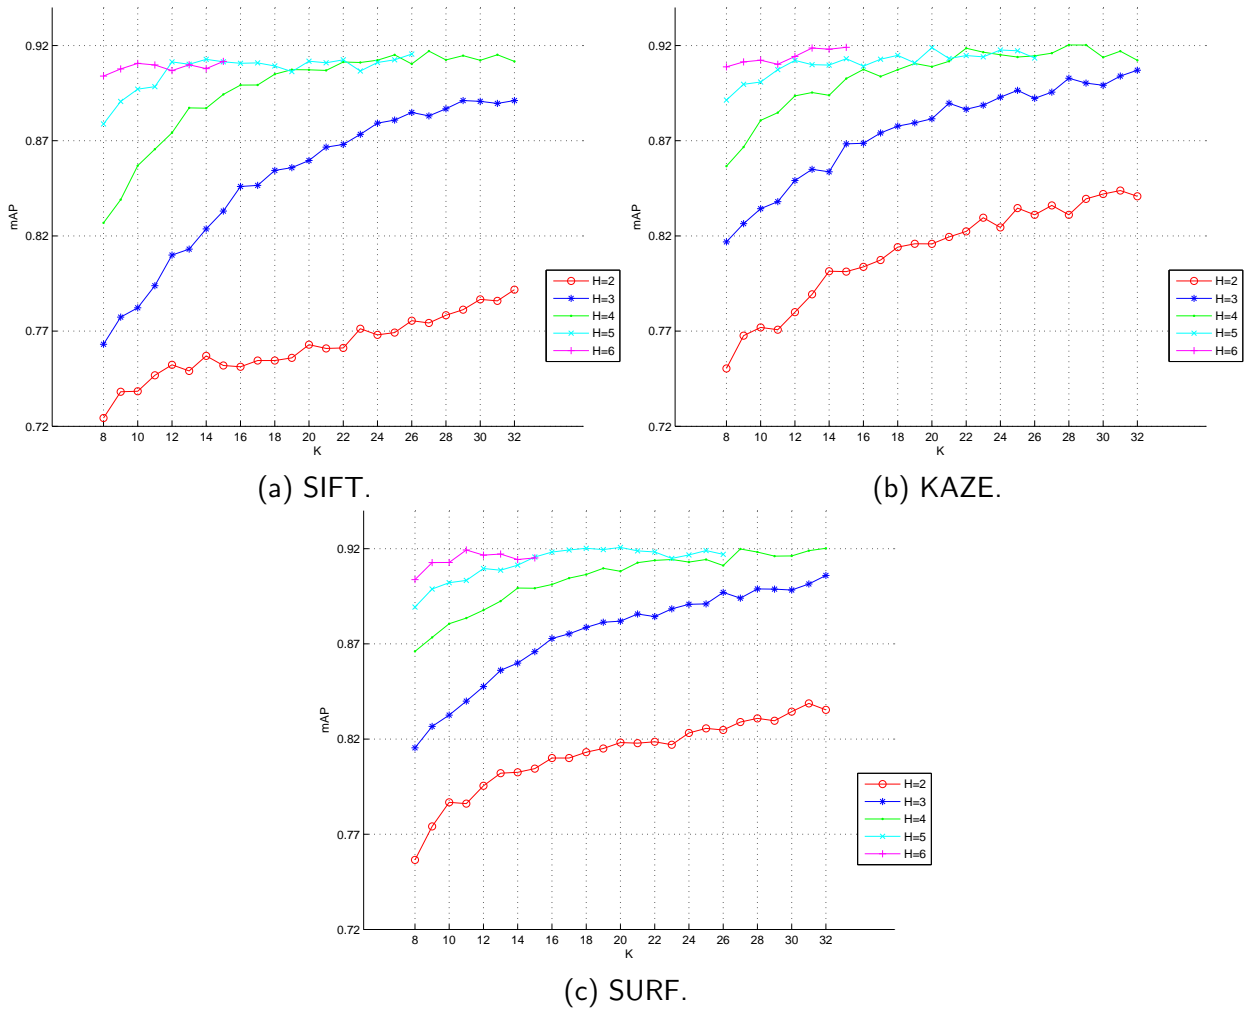 0.92
0.87
0.82
0.77
0.72
mAP
8 10 12 14 16 18 20 22 24 26 28 30 32
K
H=2
H=3
H=4
H=5
H=6
(a) SIFT.
0.92
0.87
0.82
0.77
0.72
mAP
8 10 12 14 16 18 20 22 24 26 28 30 32
K
H=2
H=3
H=4
H=5
H=6
(b) KAZE.
0.92
0.87
0.82
0.77
0.72
mAP
8 10 12 14 16 18 20 22 24 26 28 30 32
K
H=2
H=3
H=4
H=5
H=6
(c) SURF.